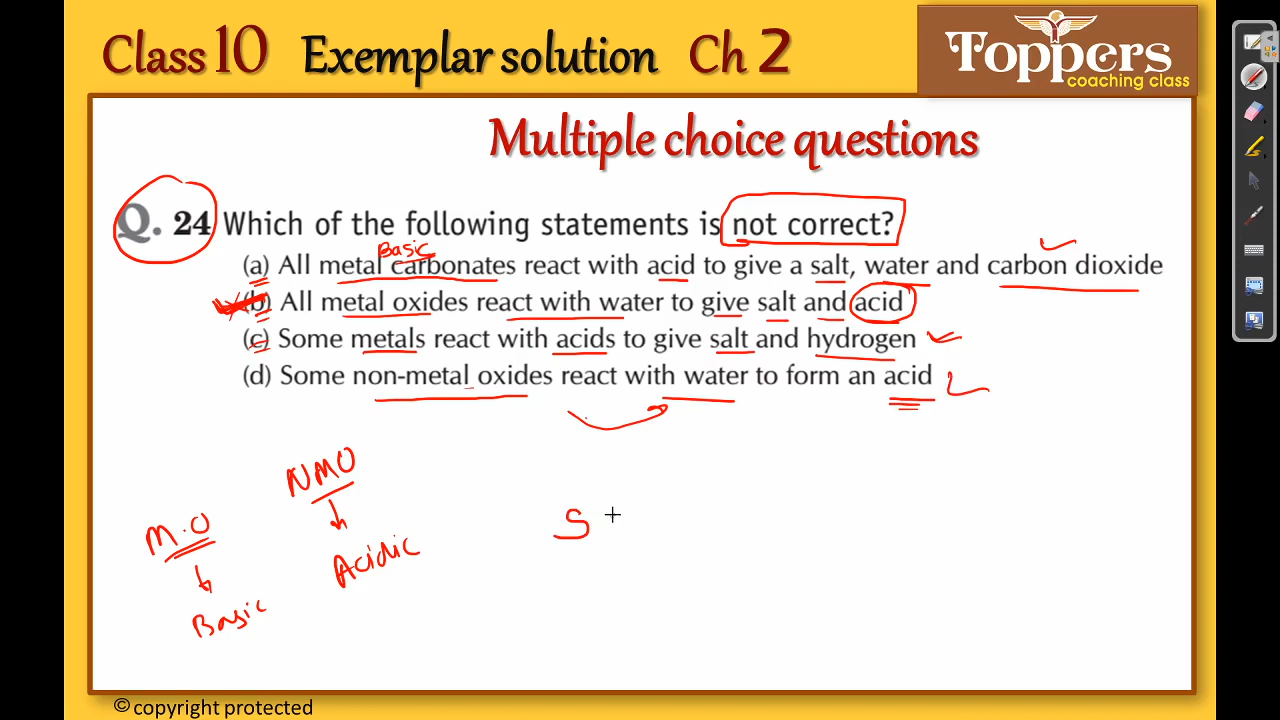 Class 10 Exemplar solution Ch 2
Toppers
coaching class
Multiple choice questions
Q. 24 Which of the following statements is not correct?
Basic
(a) All metal carbonates react with acid to give a salt, water and carbon dioxide
(b) All metal oxides react with water to give salt and acid
(c) Some metals react with acids to give salt and hydrogen
(d) Some non-metal oxides react with water to form an acid
NMO
M.O
S +
Acidic
Basic
© copyright protected